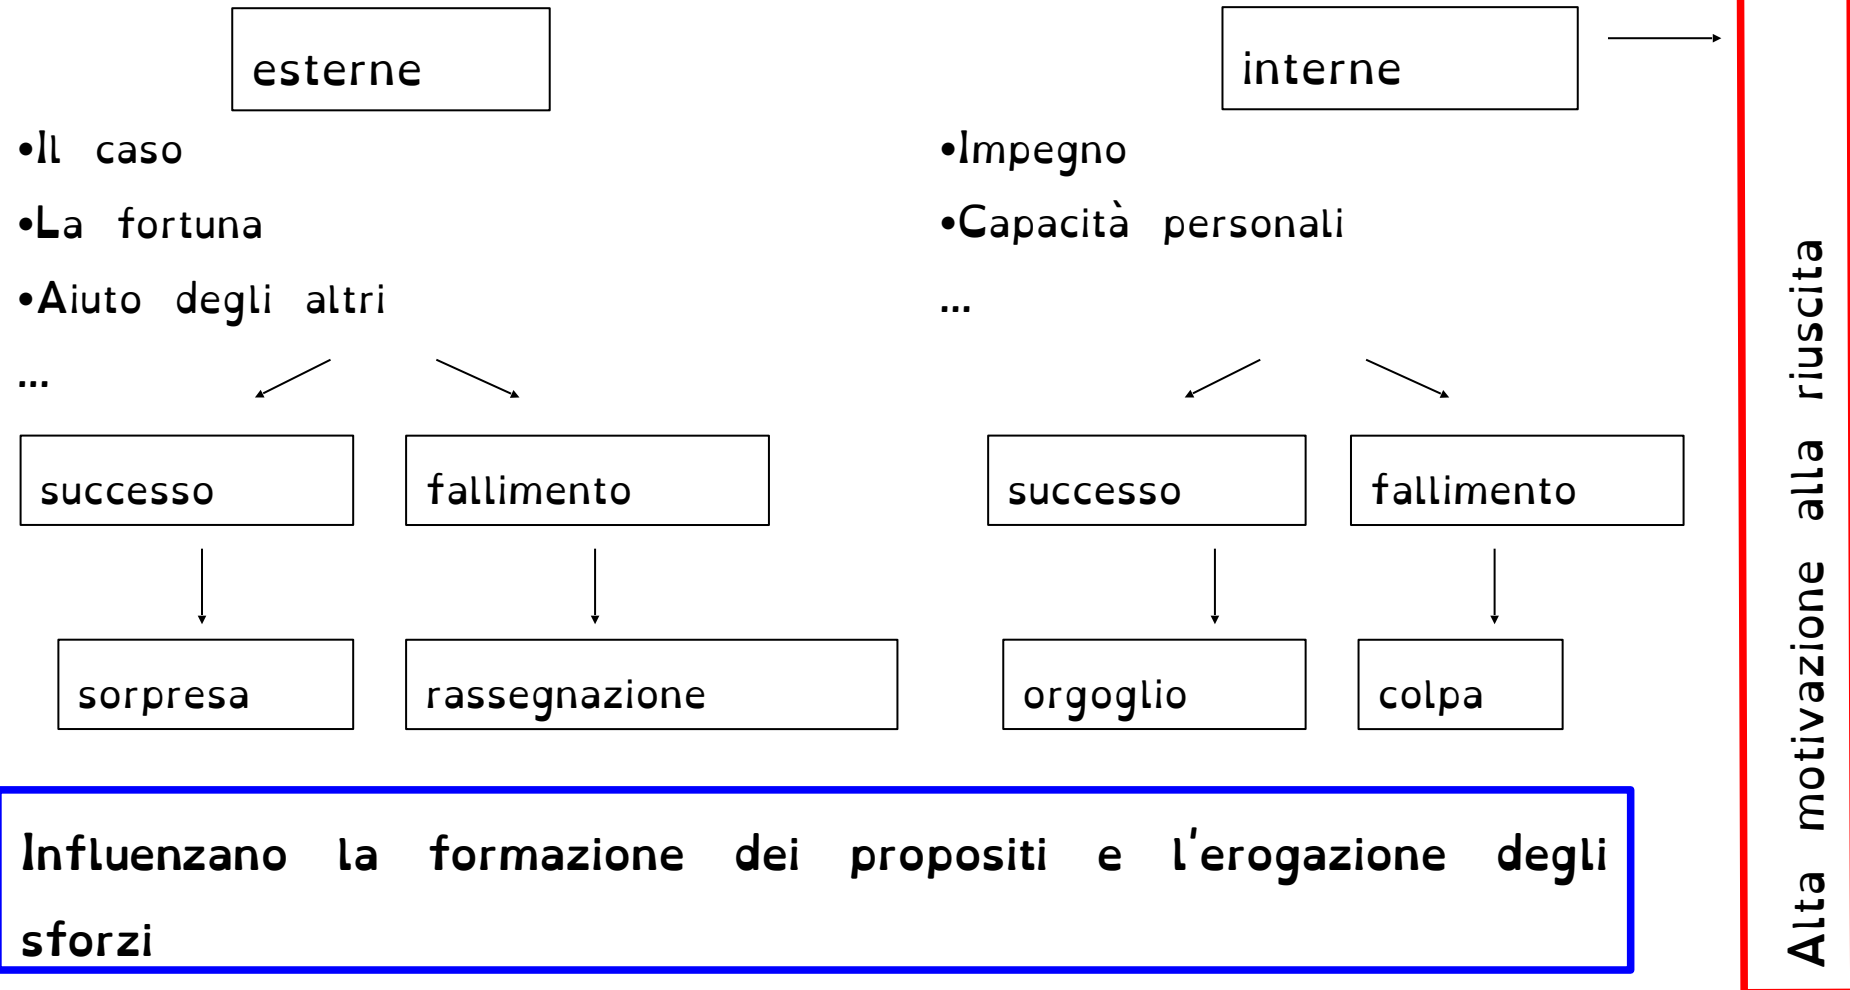 esterne
interne
•Il caso
•La fortuna
•Aiuto degli altri
...
•Impegno
•Capacità personali
...
successo
fallimento
successo
fallimento
sorpresa
rassegnazione
orgoglio
colpa
Influenzano la formazione dei propositi e l'erogazione degli
sforzi
Alta motivazione alla riuscita